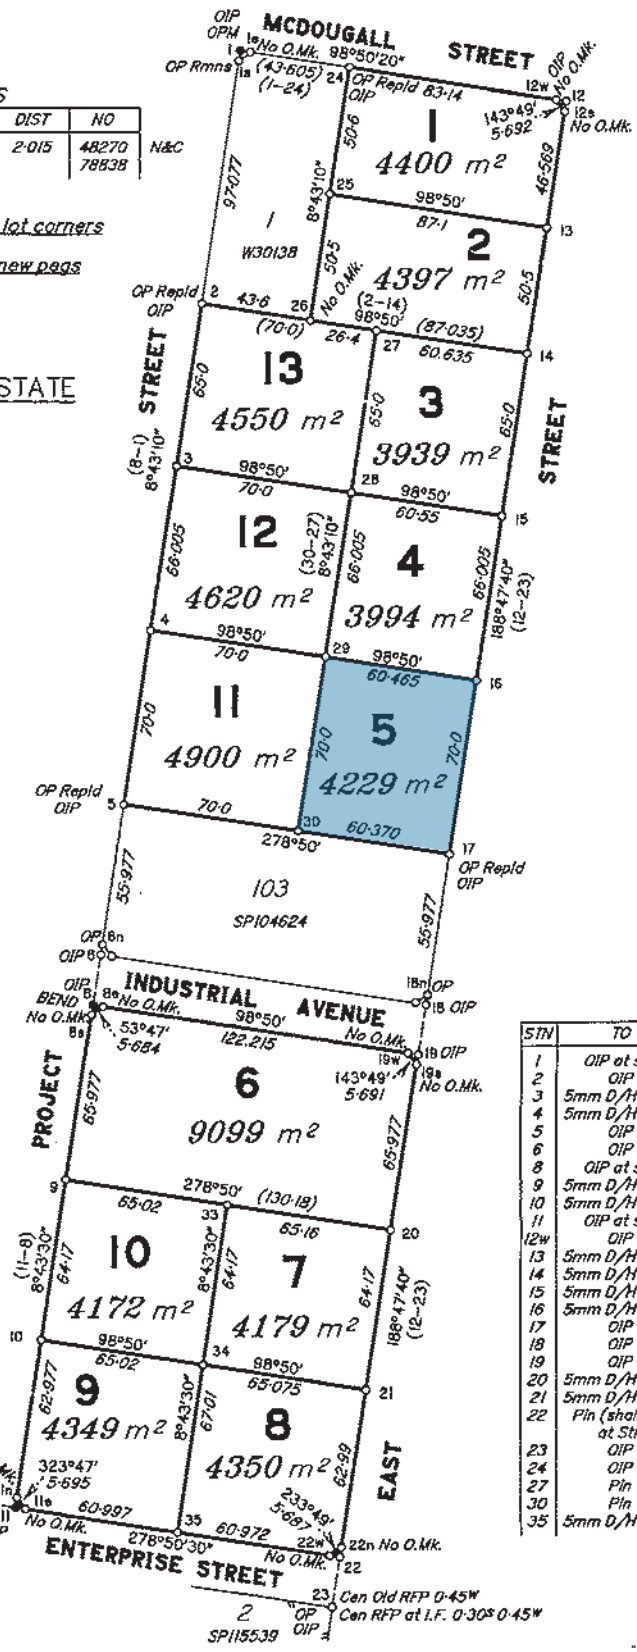 MCDOUGALL STREET
OIP
OPM
1
1e
No O.Mk.
98°50'20"
OP Rmns
1s
(43·605)
(1-24)
24
OP Repld 83·14
OIP
12w
OIP
No O.Mk.
12
12s
No O.Mk.
143°49'
5·692
DIST NO
2·015 48270 N&C
78838
lot corners
new pegs
STATE
97·077
50·6
8°43'10"
1
4400 m²
46·569
25
98°50'
87·1
13
1
W30138
50·5
2
4397 m²
50·5
OP Repld
OIP
2
43·6
26
No O.Mk.
(2-14)
98°50'
(70·0)
26·4
27
(87·035)
60·635
14
STREET
65·0
13
4550 m²
65·0
3
3939 m²
65·0
STREET
(8-1)
8°43'10"
3
98°50'
70·0
28
98°50'
60·55
15
66·005
12
4620 m²
(30-27)
8°43'10"
66·005
4
3994 m²
66·005
188°47'40"
(12-23)
4
98°50'
70·0
29
98°50'
60·465
16
70·0
11
4900 m²
70·0
5
4229 m²
70·0
OP Repld
OIP
5
70·0
30
278°50'
60·370
17
OP Repld
OIP
55·977
103
SP104624
55·977
OP
6n
OIP
6
18n
OP
18 OIP
INDUSTRIAL AVENUE
OIP
BEND
8
8e
No O.Mk.
No O.Mk.
8s
98°50'
122·215
No O.Mk.
19w
19 OIP
19s
No O.Mk.
53°47'
5·684
143°49'
5·691
PROJECT
65·977
6
9099 m²
65·977
9
65·02
278°50'
(130·18)
33
65·16
20
(11-8)
8°43'30"
64·17
10
4172 m²
8°43'30"
64·17
7
4179 m²
64·17
188°47'40"
(12-23)
10
98°50'
65·02
34
98°50'
65·075
21
62·977
9
4349 m²
8°43'30"
67·01
8
4350 m²
62·99
EAST
323°47'
5·695
11
11e
No O.Mk.
60·997
35
278°50'30"
60·972
233°49'
5·687
No O.Mk.
22w
22n No O.Mk.
22
ENTERPRISE STREET
23
Cen Old RFP 0·45W
Cen RFP at I.F. 0·30S 0·45W
OP
OIP
2
SP115539
STN TO
1 OIP at s
2 OIP
3 5mm D/H
4 5mm D/H
5 OIP
6 OIP
8 OIP at s
9 5mm D/H
10 5mm D/H
11 OIP at s
12w OIP
13 5mm D/H
14 5mm D/H
15 5mm D/H
16 5mm D/H
17 OIP
18 OIP
19 OIP
20 5mm D/H
21 5mm D/H
22 Pin (shal
at Str
23 OIP
24 OIP
27 Pin
30 Pin
35 5mm D/H